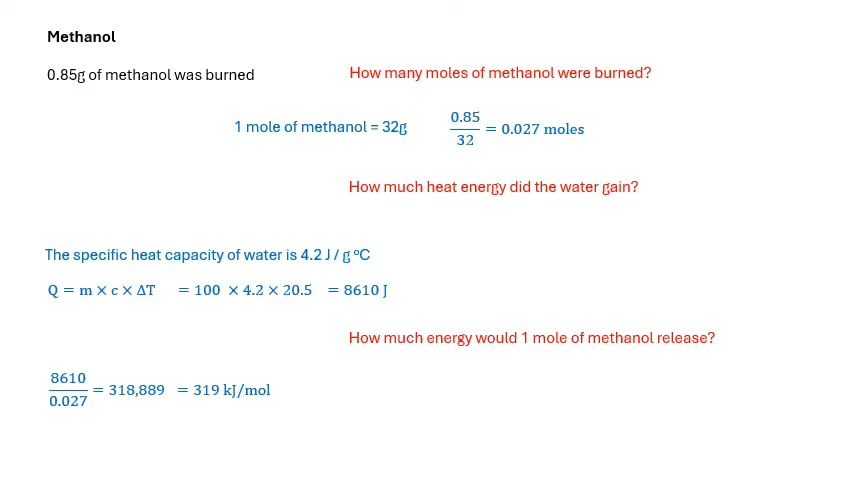 Methanol
0.85g of methanol was burned
How many moles of methanol were burned?
1 mole of methanol = 32g
0.85/32 = 0.027 moles
How much heat energy did the water gain?
The specific heat capacity of water is 4.2 J / g °C
Q = m × c × ΔT = 100 × 4.2 × 20.5 = 8610 J
How much energy would 1 mole of methanol release?
8610/0.027 = 318,889 = 319 kJ/mol